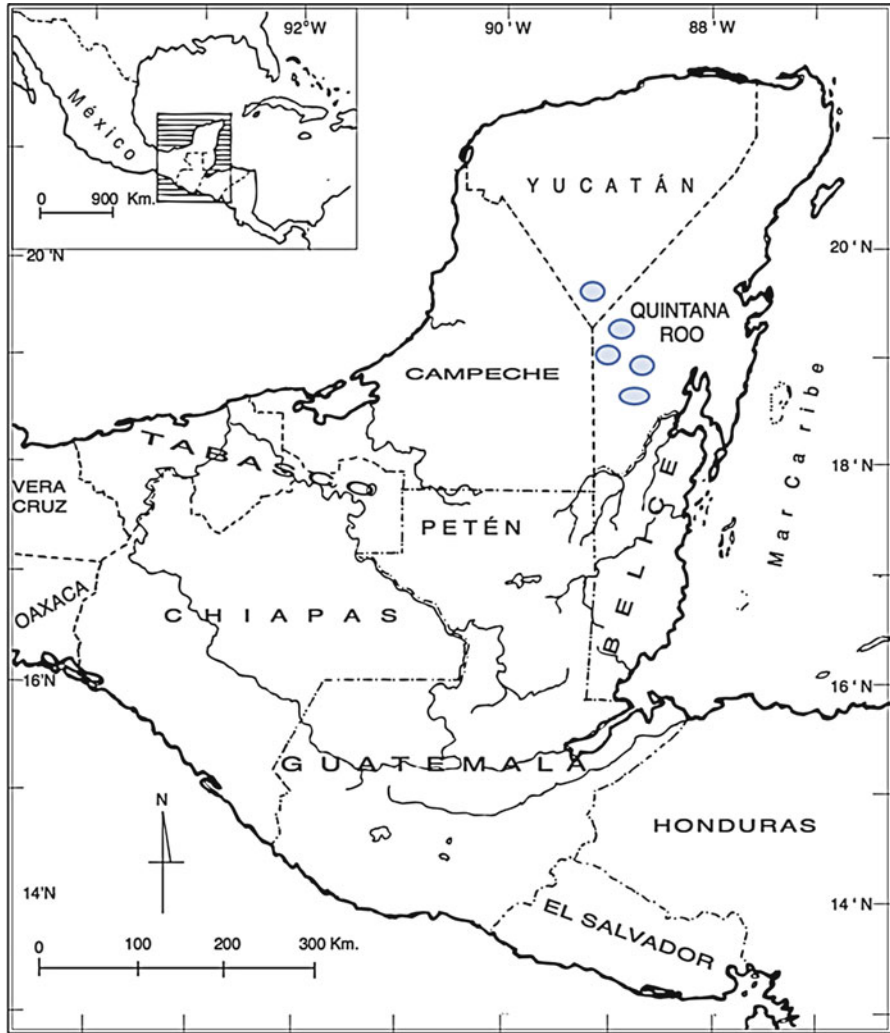 92°W
90 °W
88 °W
México
0 900 Km.
20 'N
20 'N
YUCATÁN
QUINTANA
ROO
CAMPECHE
TABASCO
VERA
CRUZ
18 'N
PETÉN
BELICE
Mar Caribe
OAXACA
CHIAPAS
16'N
16 'N
GUATEMALA
N
HONDURAS
14'N
14 'N
EL SALVADOR
0 100 200 300 Km.